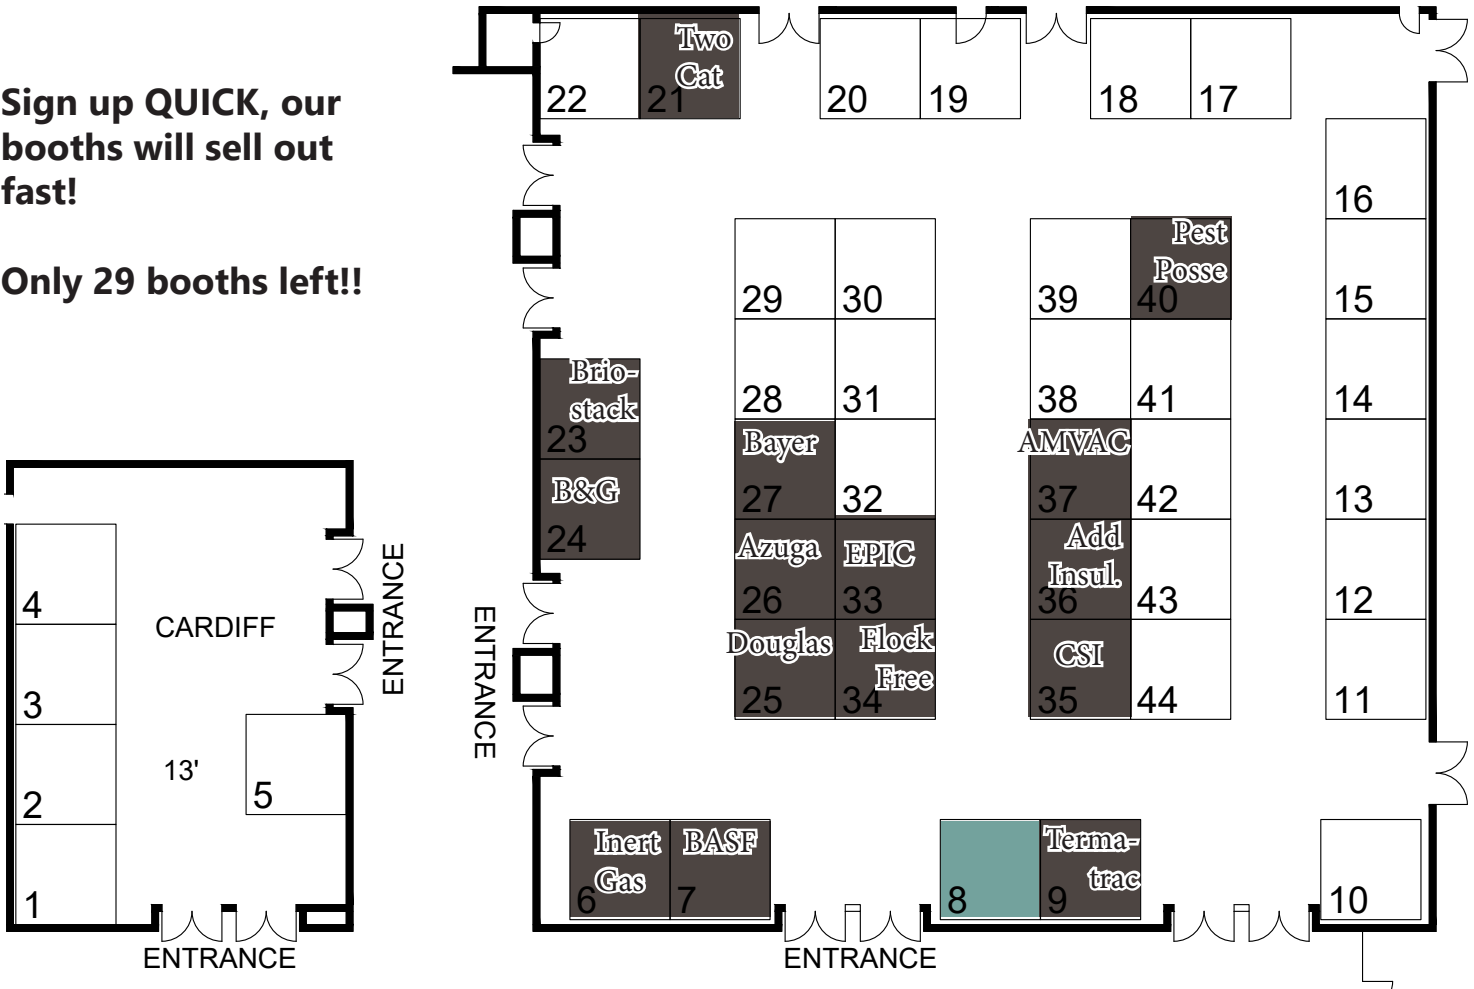 Sign up QUICK, our
booths will sell out
fast!
Only 29 booths left!!
Two
Cat
22
21
20
19
18
17
16
Pest
Posse
29
30
39
40
15
Brio-
stack
28
31
38
41
14
23
Bayer
AMVAC
B&G
27
32
37
42
13
24
Azuga
EPIC
Add
Insul.
26
33
36
43
12
Douglas
Flock
Free
CSI
25
34
35
44
11
ENTRANCE
4
CARDIFF
ENTRANCE
3
13'
2
5
1
ENTRANCE
Inert
Gas
BASF
Terma-
trac
6
7
8
9
10
ENTRANCE